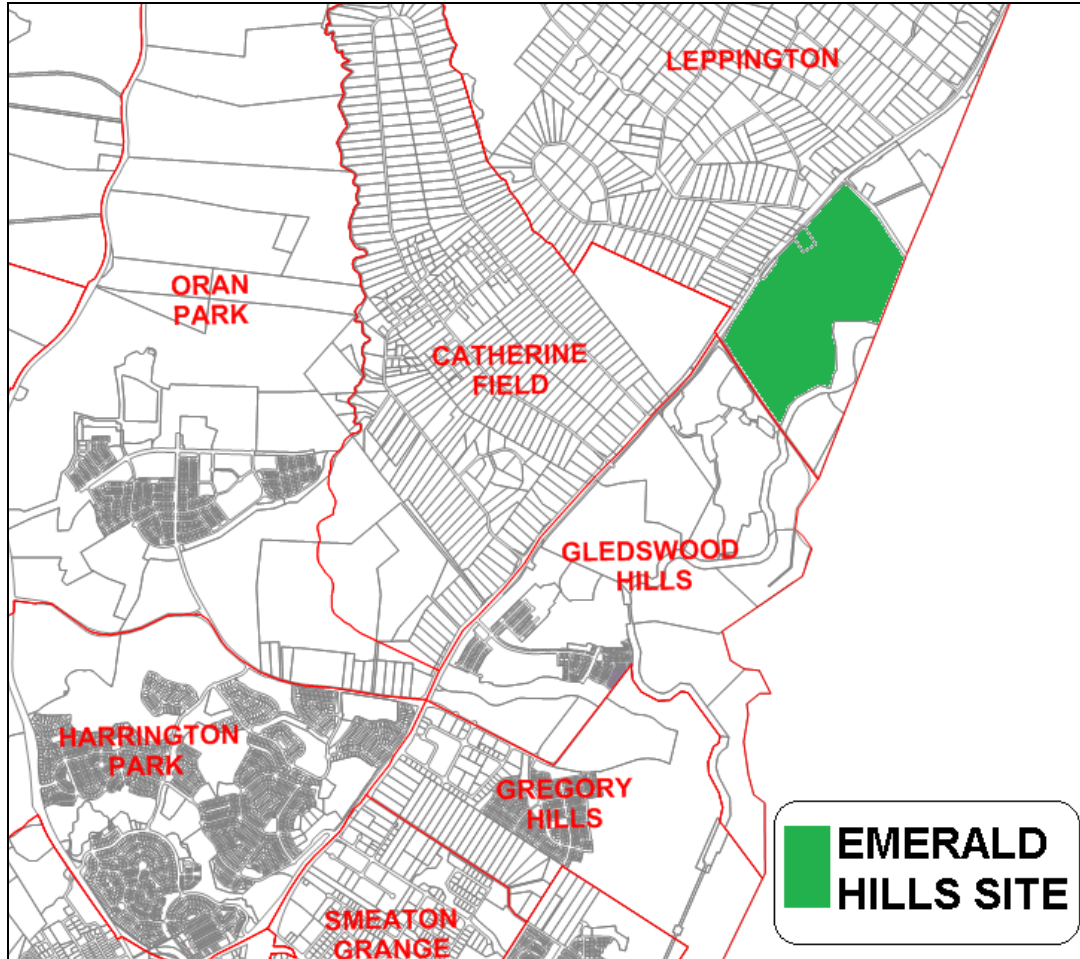 LEPPINGTON
ORAN
PARK
CATHERINE
FIELD
GLEDSWOOD
HILLS
HARRINGTON
PARK
GREGORY
HILLS
SMEATON
GRANGE
EMERALD
HILLS SITE